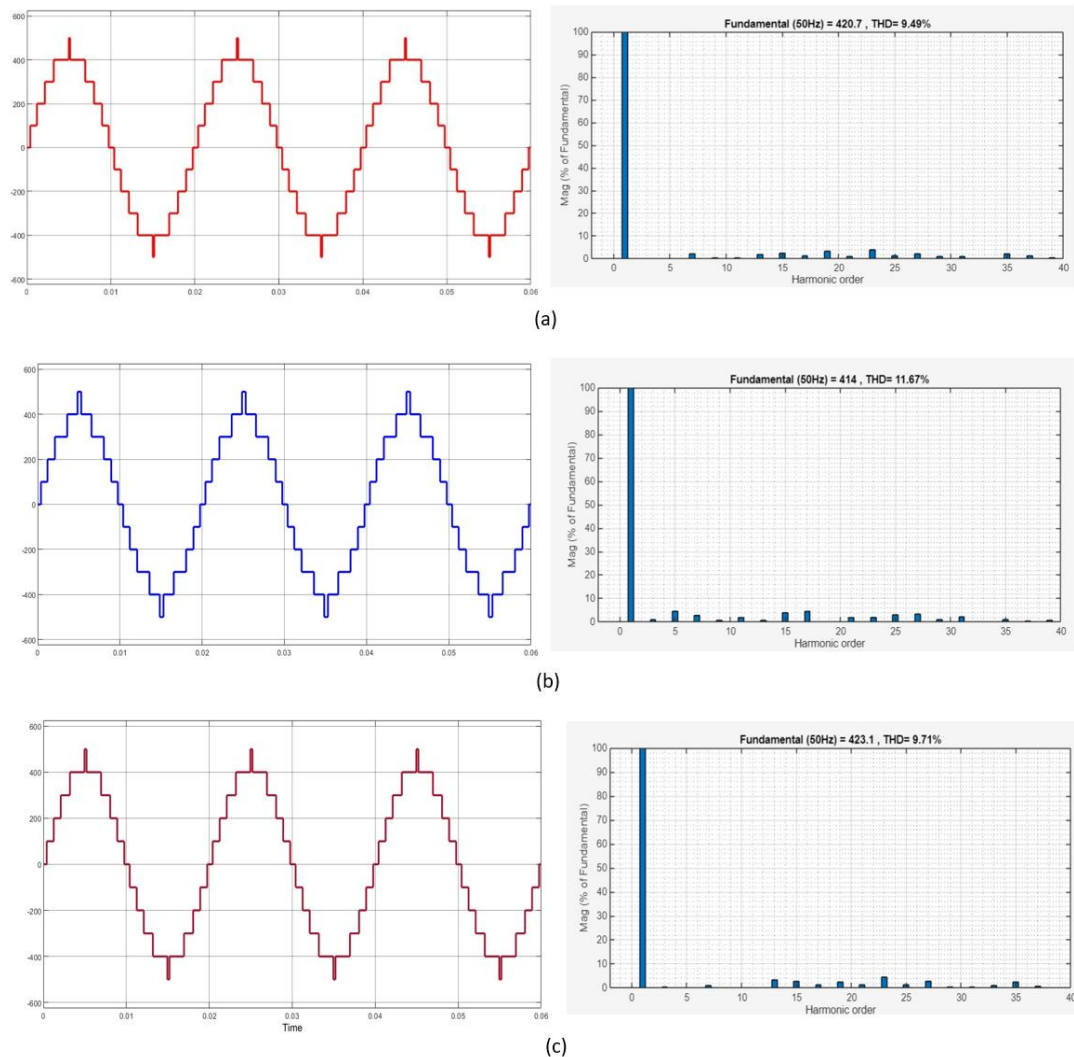 600
400
200
0
-200
-400
-600
0 0.01 0.02 0.03 0.04 0.05 0.06
Fundamental (50Hz) = 420.7 , THD= 9.49%
Mag (% of Fundamental)
100
90
80
70
60
50
40
30
20
10
0
0 10 20 30 40
Harmonic order
(a)
600
400
200
0
-200
-400
-600
0 0.01 0.02 0.03 0.04 0.05 0.06
Fundamental (50Hz) = 414 , THD= 11.67%
Mag (% of Fundamental)
100
90
80
70
60
50
40
30
20
10
0
0 5 10 15 20 25 30 35 40
Harmonic order
(b)
600
400
200
0
-200
-400
-600
0 0.01 0.02 0.03 0.04 0.05 0.06
Time
Fundamental (50Hz) = 423.1 , THD= 9.71%
Mag (% of Fundamental)
100
90
80
70
60
50
40
30
20
10
0
0 5 10 15 20 25 30 35 40
Harmonic order
(c)